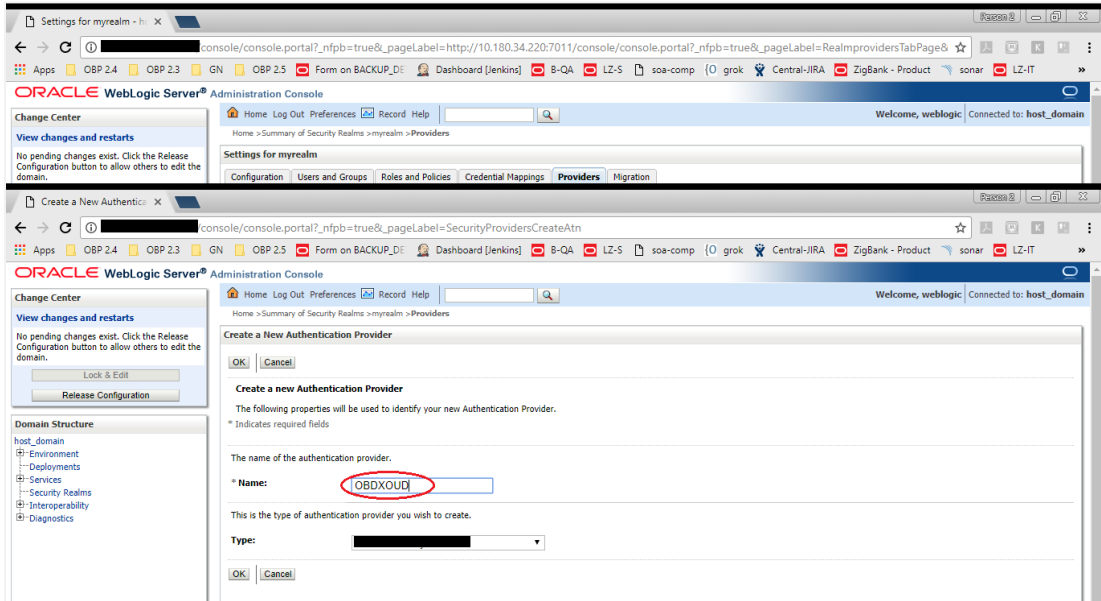 Settings for myrealm - h
Person 2
console/console.portal?_nfpb=true&_pageLabel=http://10.180.34.220:7011/console/console.portal?_nfpb=true&_pageLabel=RealmprovidersTabPage&
Apps OBP 2.4 OBP 2.3 GN OBP 2.5 Form on BACKUP_DE Dashboard [Jenkins] B-QA LZ-S soa-comp {O grok Central-JIRA ZigBank - Product sonar LZ-IT »
ORACLE WebLogic Server® Administration Console
Change Center
Home Log Out Preferences Record Help
Welcome, weblogic Connected to: host_domain
View changes and restarts
Home >Summary of Security Realms >myrealm >Providers
No pending changes exist. Click the Release
Configuration button to allow others to edit the
domain.
Settings for myrealm
Configuration Users and Groups Roles and Policies Credential Mappings Providers Migration
Create a New Authentica
Person 2
/console/console.portal?_nfpb=true&_pageLabel=SecurityProvidersCreateAtn
Apps OBP 2.4 OBP 2.3 GN OBP 2.5 Form on BACKUP_DE Dashboard [Jenkins] B-QA LZ-S soa-comp {O grok Central-JIRA ZigBank - Product sonar LZ-IT »
ORACLE WebLogic Server® Administration Console
Change Center
Home Log Out Preferences Record Help
Welcome, weblogic Connected to: host_domain
View changes and restarts
Home >Summary of Security Realms >myrealm >Providers
No pending changes exist. Click the Release
Configuration button to allow others to edit the
domain.
Lock & Edit
Release Configuration
Domain Structure
host_domain
Environment
Deployments
Services
Security Realms
Interoperability
Diagnostics
Create a New Authentication Provider
OK Cancel
Create a new Authentication Provider
The following properties will be used to identify your new Authentication Provider.
* Indicates required fields
The name of the authentication provider.
* Name: OBDXOUD
This is the type of authentication provider you wish to create.
Type:
OK Cancel